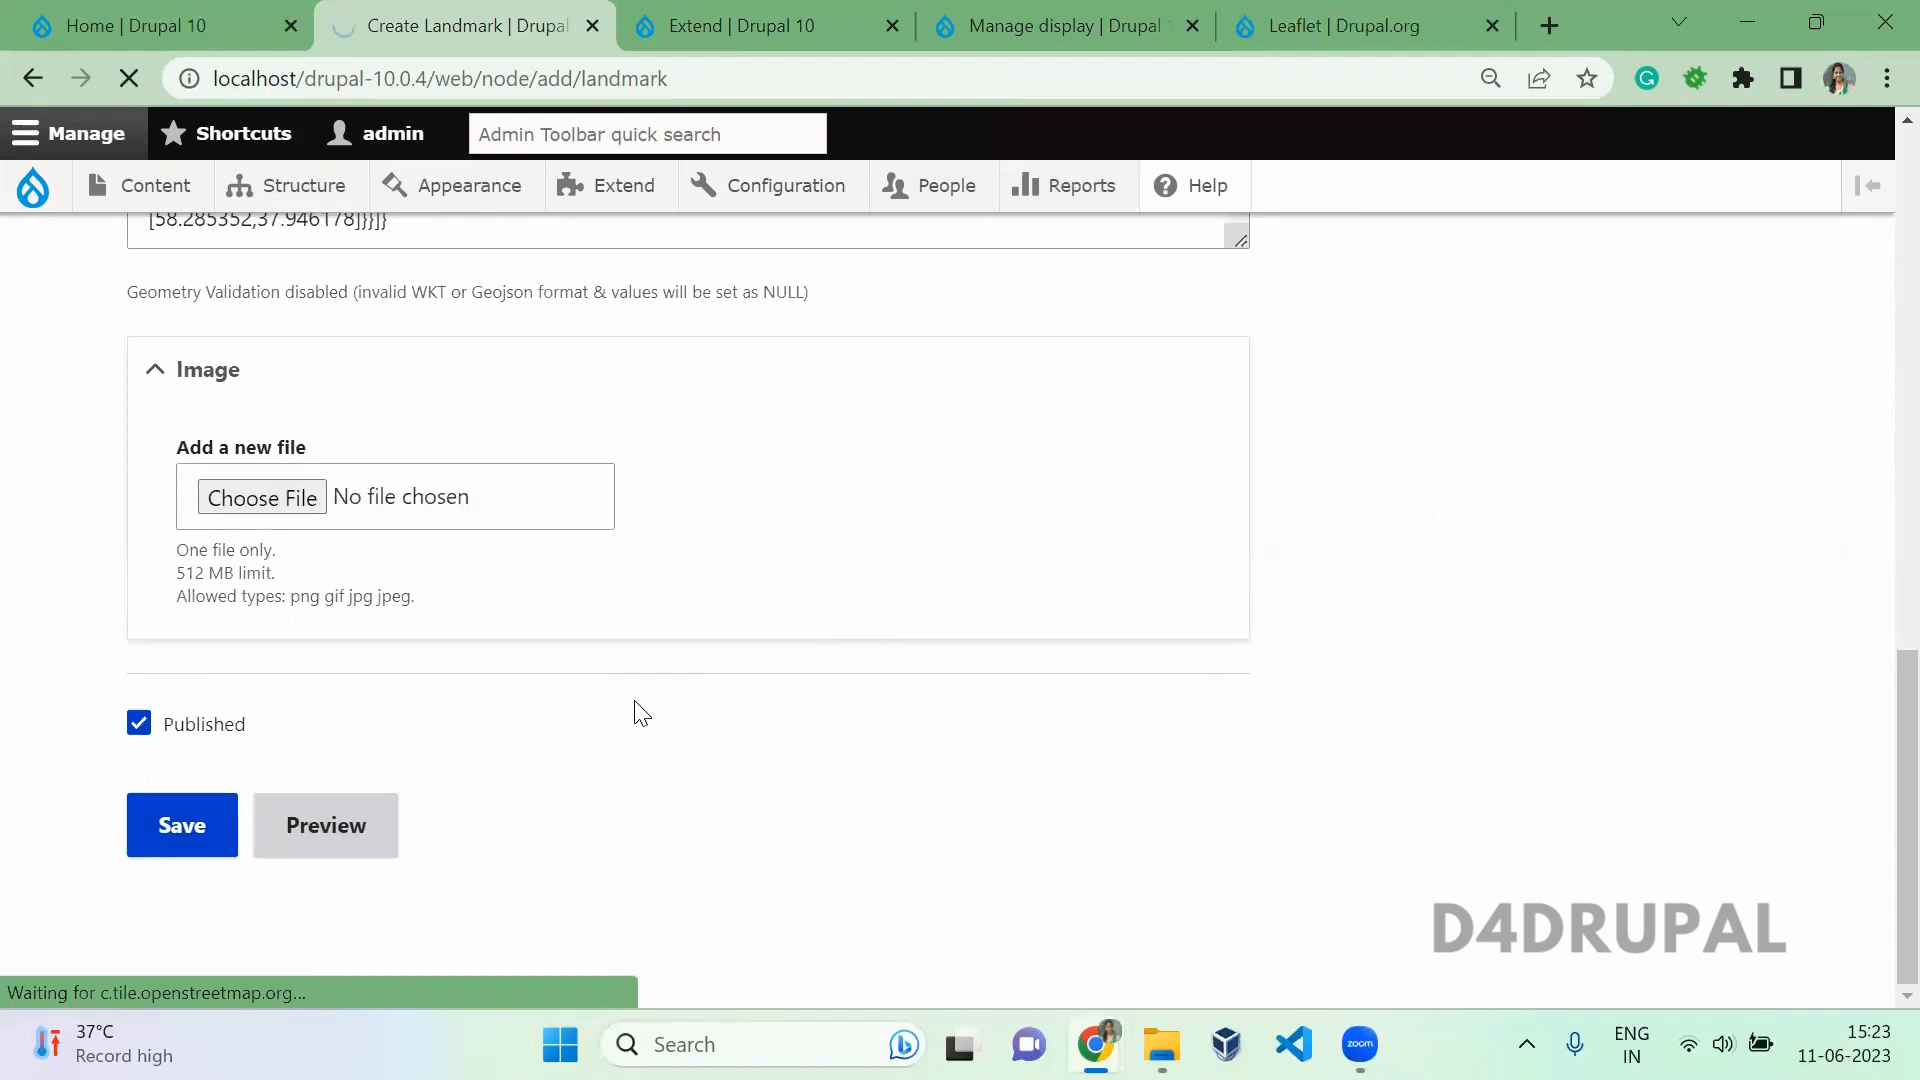 Home | Drupal 10
Create Landmark | Drupal
Extend | Drupal 10
Manage display | Drupal
Leaflet | Drupal.org
localhost/drupal-10.0.4/web/node/add/landmark
Manage
Shortcuts
admin
Admin Toolbar quick search
Content
Structure
Appearance
Extend
Configuration
People
Reports
Help
[58.285352,37.946178]}}]}
Geometry Validation disabled (invalid WKT or Geojson format & values will be set as NULL)
Image
Add a new file
Choose File No file chosen
One file only.
512 MB limit.
Allowed types: png gif jpg jpeg.
Published
Save
Preview
D4DRUPAL
Waiting for c.tile.openstreetmap.org...
37°C
Record high
Search
zoom
ENG
IN
15:23
11-06-2023